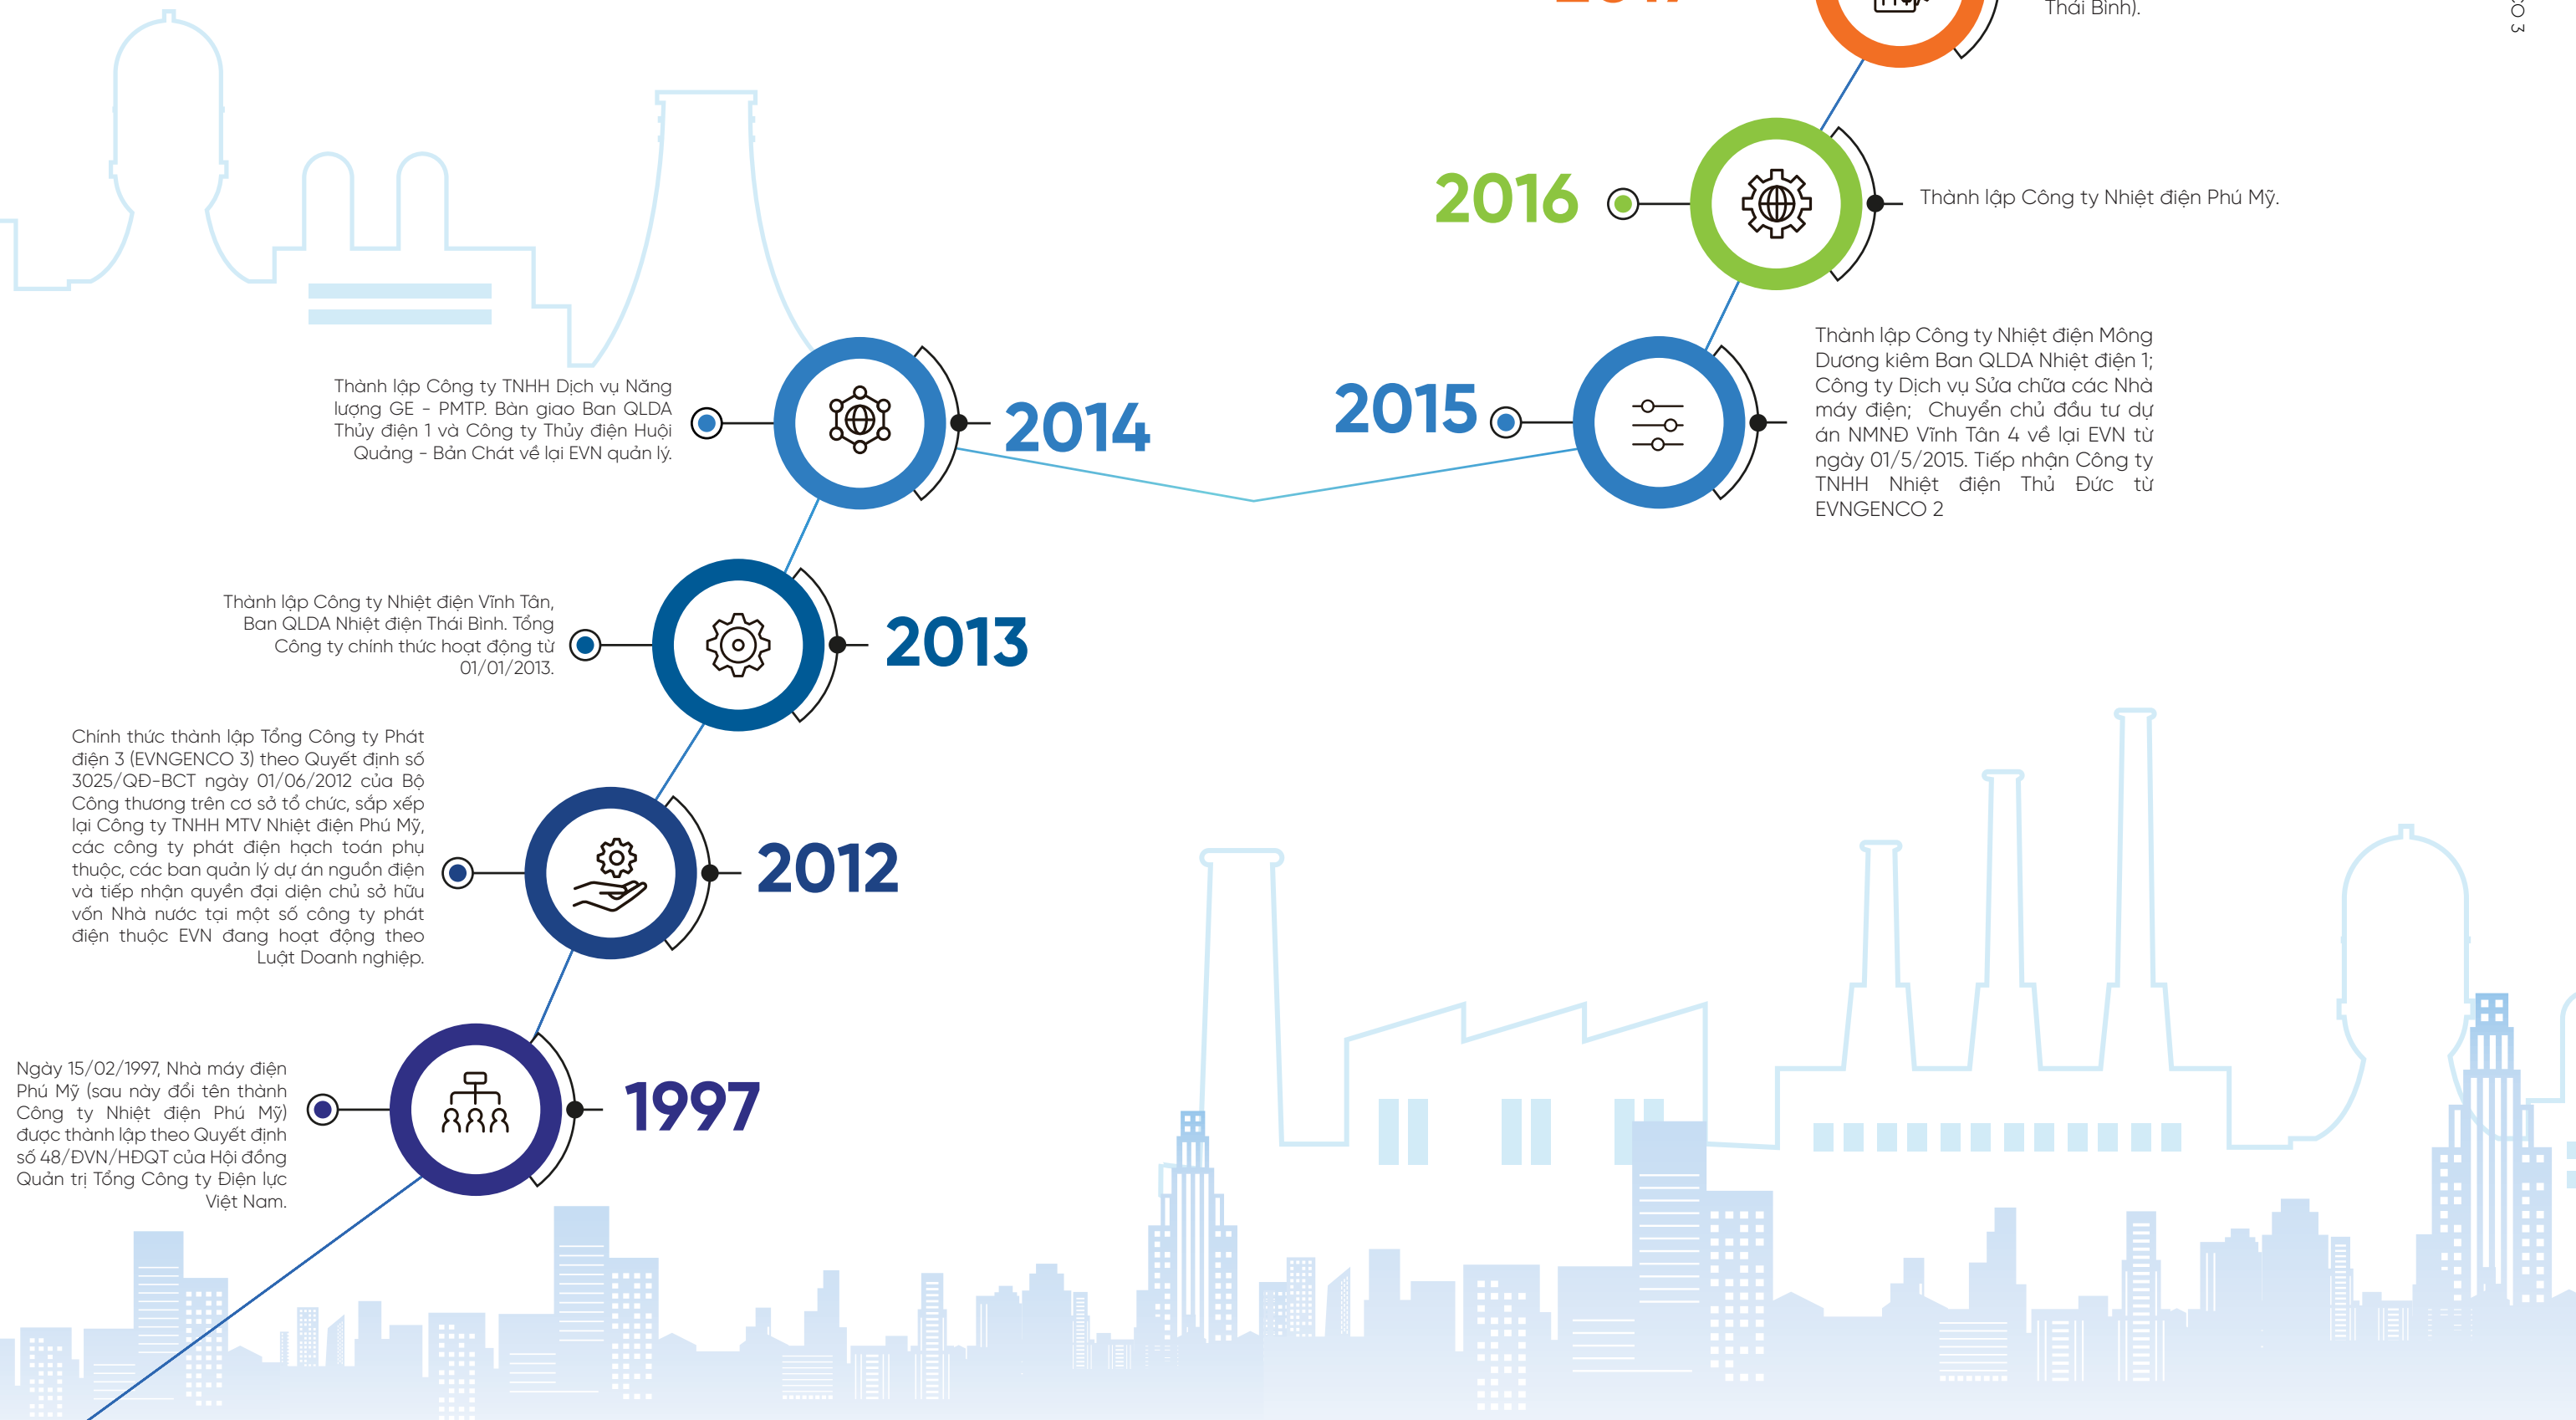 Thái Bình).
CO 3
2016
Thành lập Công ty Nhiệt điện Phú Mỹ.
Thành lập Công ty TNHH Dịch vụ Năng
lượng GE - PMTP. Bàn giao Ban QLDA
Thủy điện 1 và Công ty Thủy điện Huội
Quảng - Bản Chát về lại EVN quản lý.
2014
2015
Thành lập Công ty Nhiệt điện Mông
Dương kiêm Ban QLDA Nhiệt điện 1;
Công ty Dịch vụ Sửa chữa các Nhà
máy điện; Chuyển chủ đầu tư dự
án NMNĐ Vĩnh Tân 4 về lại EVN từ
ngày 01/5/2015. Tiếp nhận Công ty
TNHH Nhiệt điện Thủ Đức từ
EVNGENCO 2
Thành lập Công ty Nhiệt điện Vĩnh Tân,
Ban QLDA Nhiệt điện Thái Bình. Tổng
Công ty chính thức hoạt động từ
01/01/2013.
2013
Chính thức thành lập Tổng Công ty Phát
điện 3 (EVNGENCO 3) theo Quyết định số
3025/QĐ-BCT ngày 01/06/2012 của Bộ
Công thương trên cơ sở tổ chức, sắp xếp
lại Công ty TNHH MTV Nhiệt điện Phú Mỹ,
các công ty phát điện hạch toán phụ
thuộc, các ban quản lý dự án nguồn điện
và tiếp nhận quyền đại diện chủ sở hữu
vốn Nhà nước tại một số công ty phát
điện thuộc EVN đang hoạt động theo
Luật Doanh nghiệp.
2012
Ngày 15/02/1997, Nhà máy điện
Phú Mỹ (sau này đổi tên thành
Công ty Nhiệt điện Phú Mỹ)
được thành lập theo Quyết định
số 48/ĐVN/HĐQT của Hội đồng
Quản trị Tổng Công ty Điện lực
Việt Nam.
1997